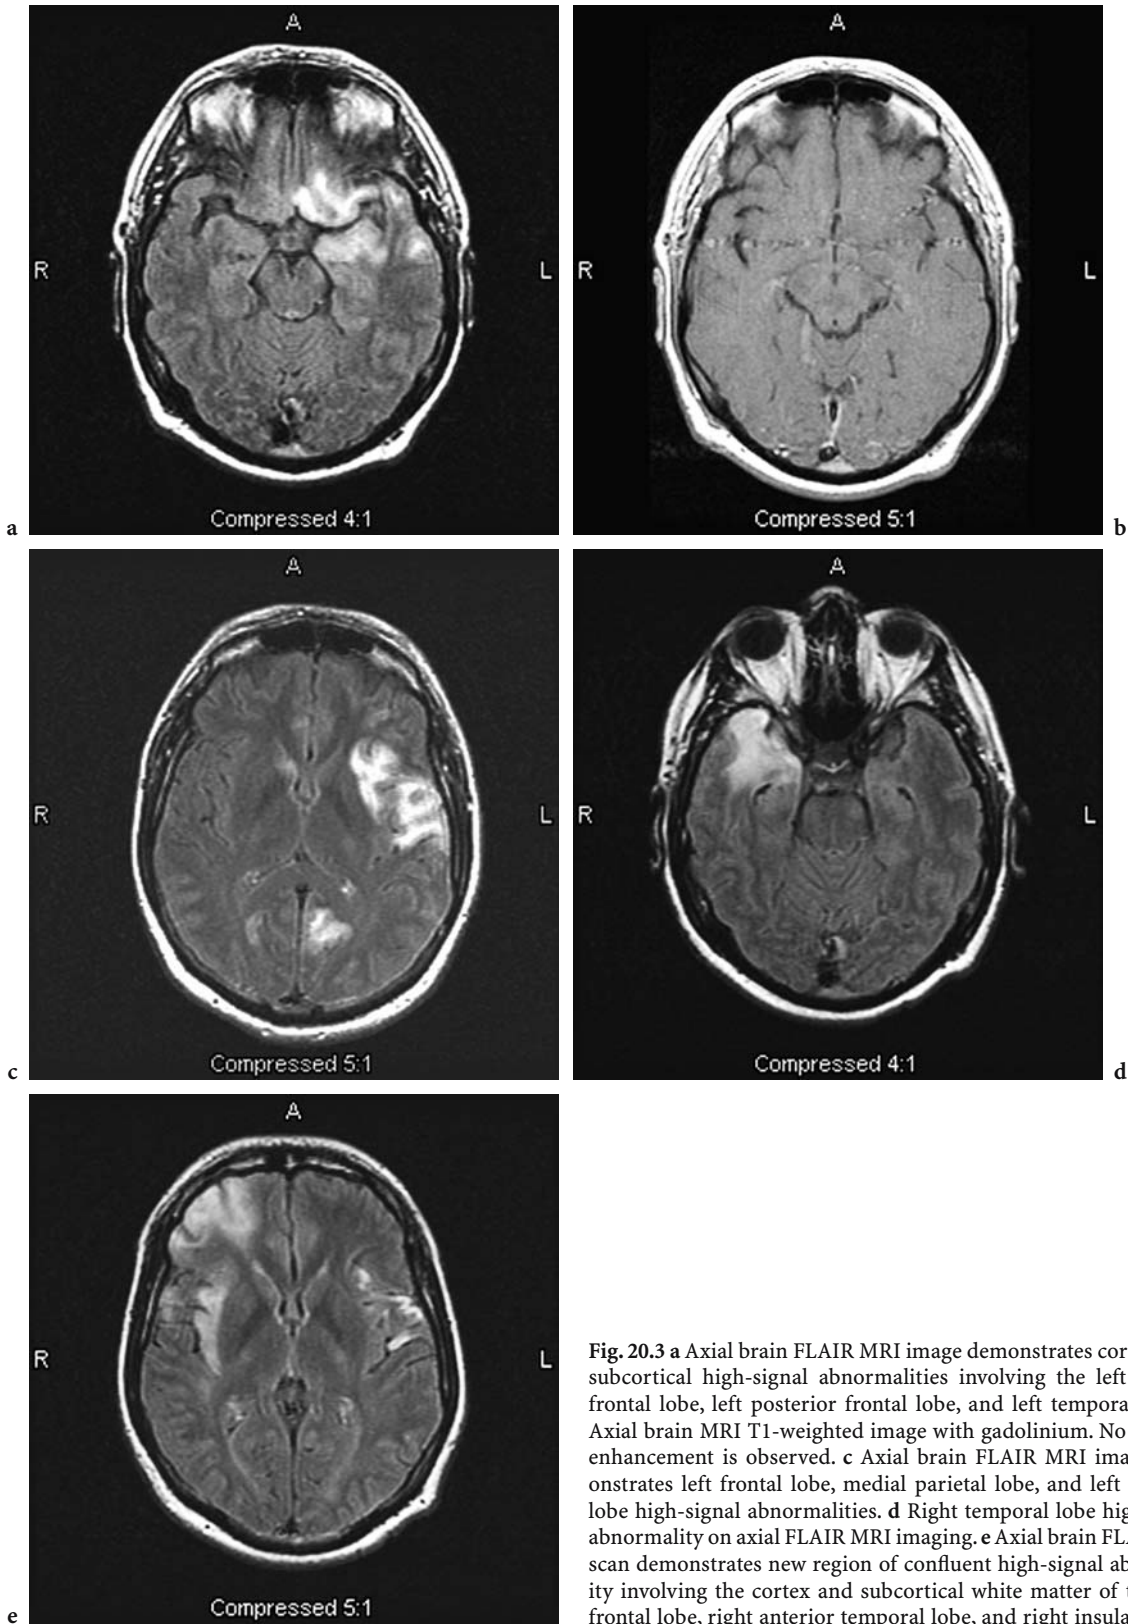 A
A
R
L
R
L
Compressed 4:1
Compressed 5:1
a
b
A
A
R
L
R
L
Compressed 5:1
Compressed 4:1
c
d
A
R
L
Compressed 5:1
e
Fig. 20.3 a Axial brain FLAIR MRI image demonstrates cor
subcortical high-signal abnormalities involving the left
frontal lobe, left posterior frontal lobe, and left tempora
Axial brain MRI T1-weighted image with gadolinium. No
enhancement is observed. c Axial brain FLAIR MRI ima
onstrates left frontal lobe, medial parietal lobe, and left
lobe high-signal abnormalities. d Right temporal lobe hig
abnormality on axial FLAIR MRI imaging. e Axial brain FLA
scan demonstrates new region of confluent high-signal ab
ity involving the cortex and subcortical white matter of t
frontal lobe, right anterior temporal lobe, and right insula